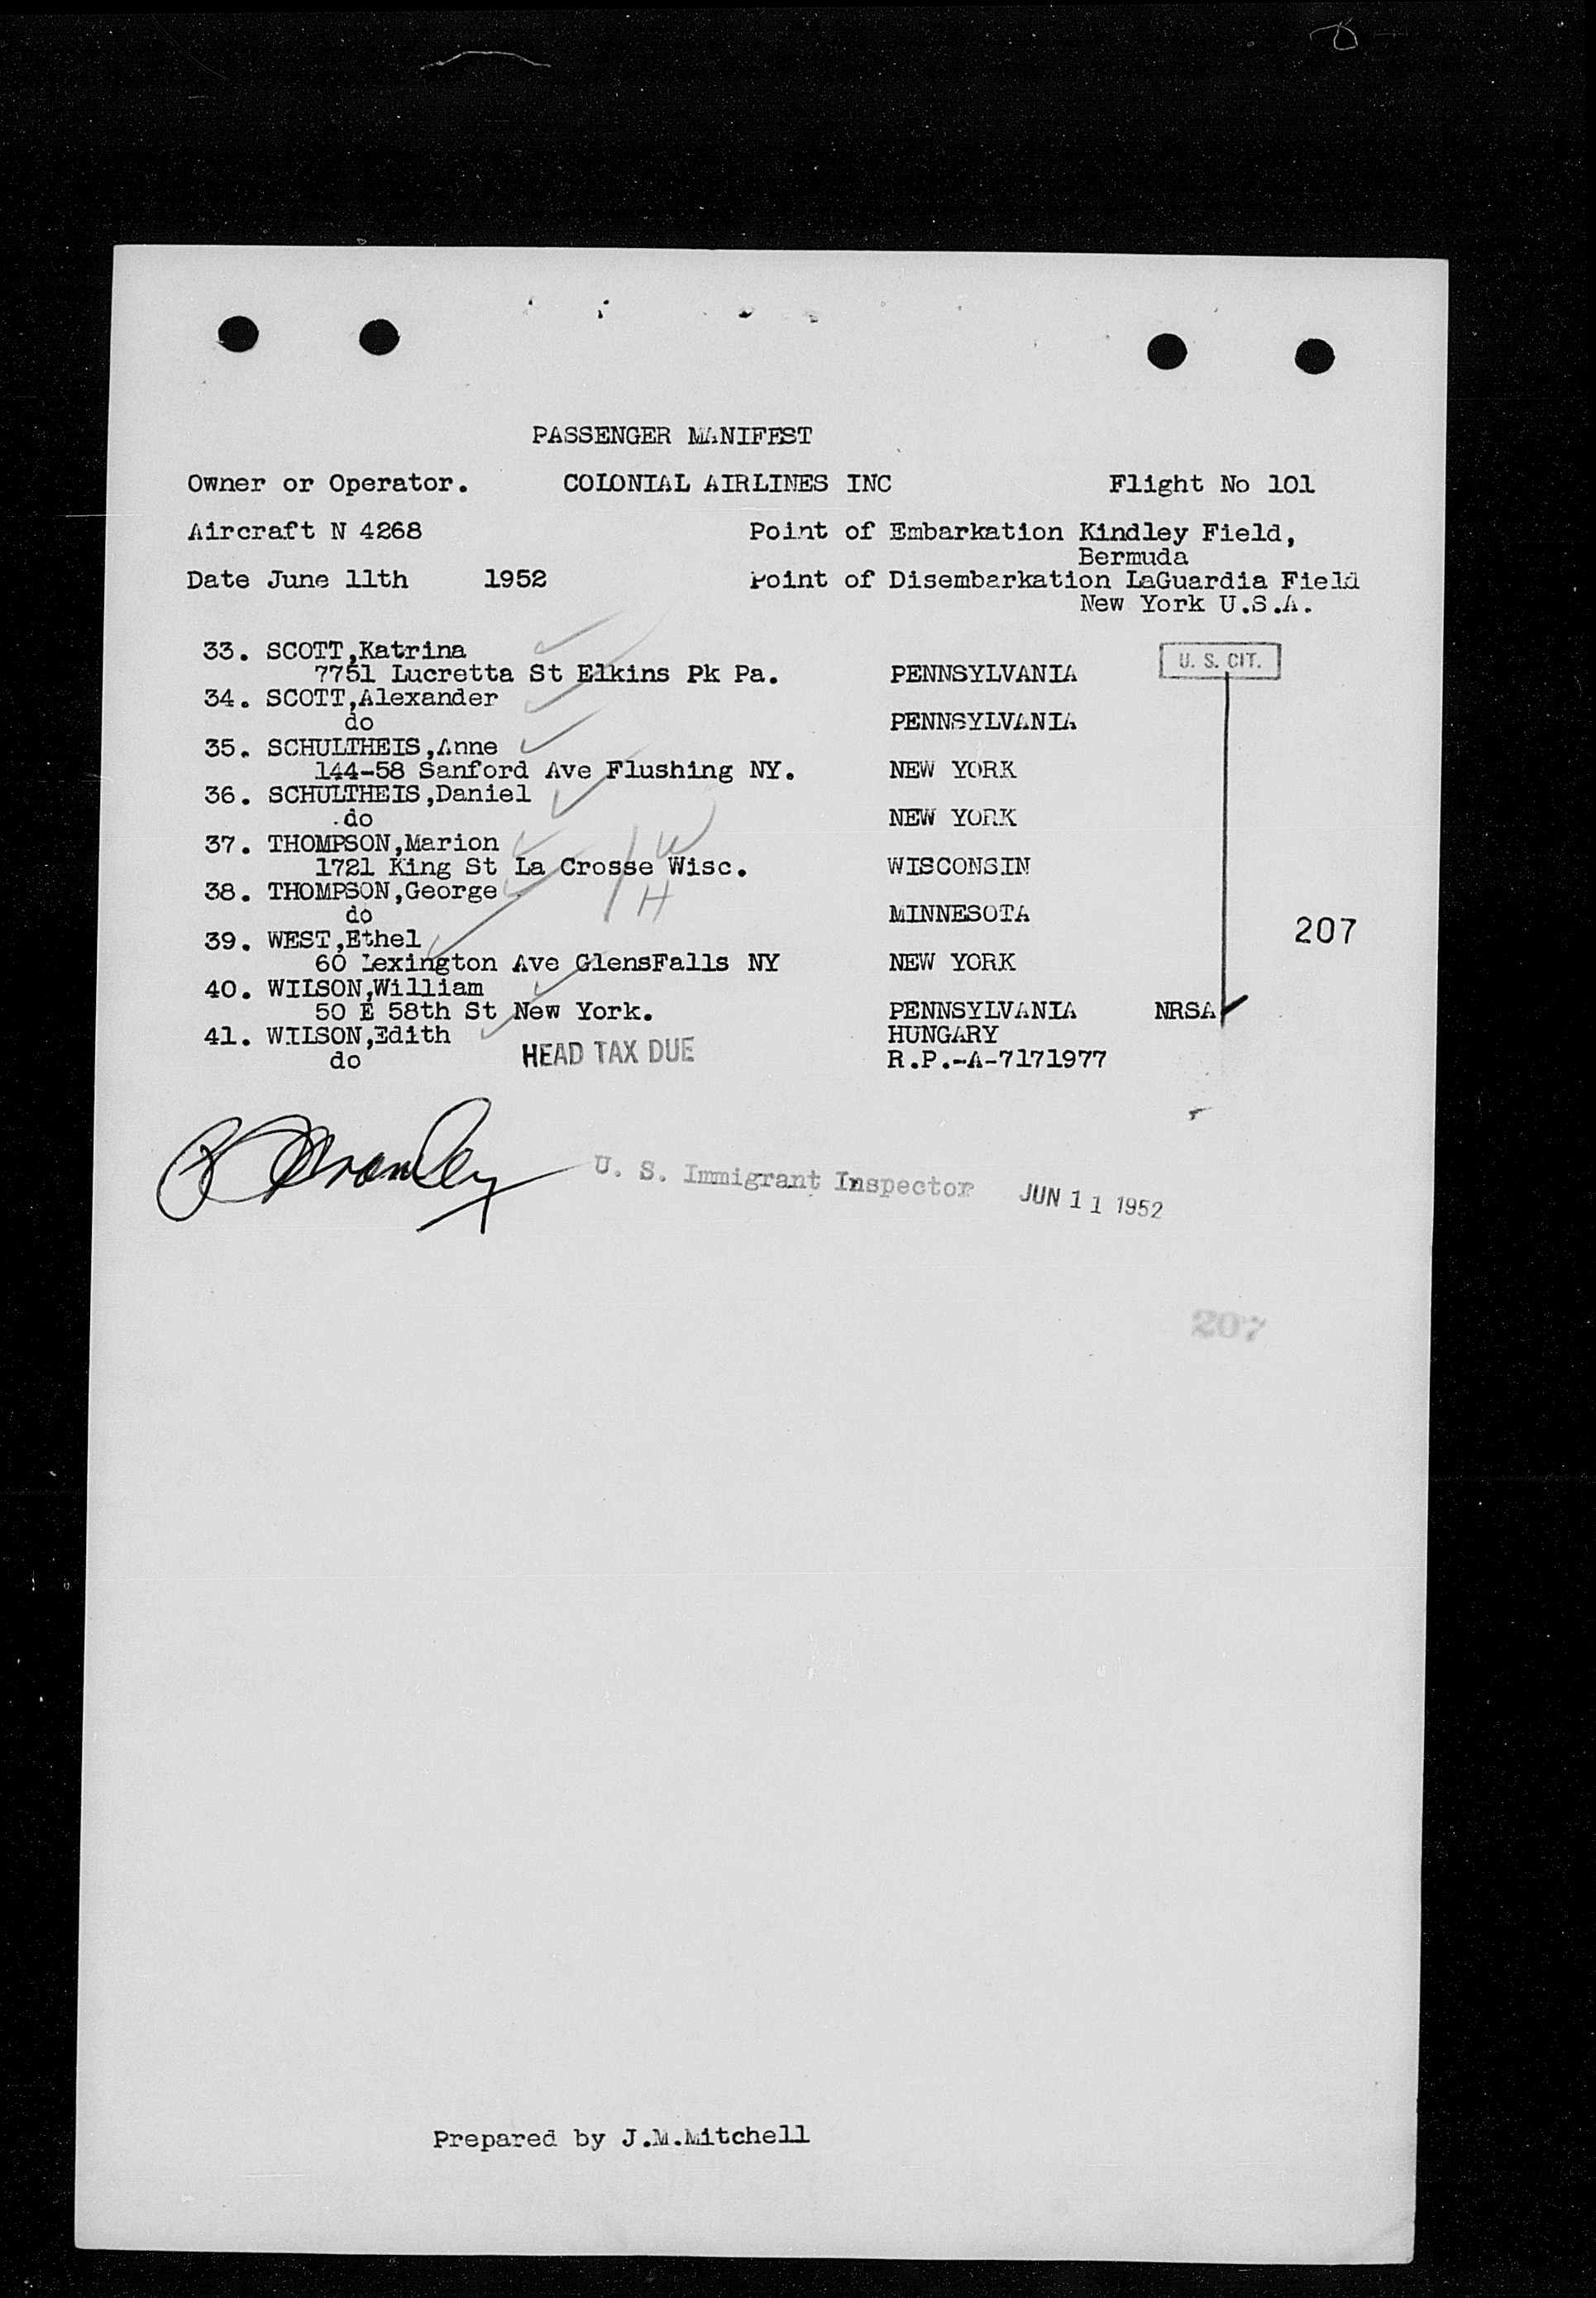 PASSENGER MANIFEST
Owner or Operator. COLONIAL AIRLINES INC Flight No 101
Aircraft N 4268 Point of Embarkation Kindley Field,
Bermuda
Date June 11th 1952 Point of Disembarkation LaGuardia Field
New York U.S.A.
33. SCOTT,Katrina U. S. CIT.
7751 Lucretta St Elkins Pk Pa. PENNSYLVANIA
34. SCOTT,Alexander
do PENNSYLVANIA
35. SCHULTHEIS,Anne
144-58 Sanford Ave Flushing NY. NEW YORK
36. SCHULTHEIS,Daniel
do NEW YORK
37. THOMPSON,Marion W
1721 King St La Crosse Wisc. WISCONSIN
38. THOMPSON,George H
do MINNESOTA
39. WEST,Ethel 207
60 Lexington Ave GlensFalls NY NEW YORK
40. WILSON,William
50 E 58th St New York. PENNSYLVANIA NRSA
41. WILSON,Edith HUNGARY
do HEAD TAX DUE R.P.-A-7171977
U. S. Immigrant Inspector JUN 11 1952
207
Prepared by J.M.Mitchell